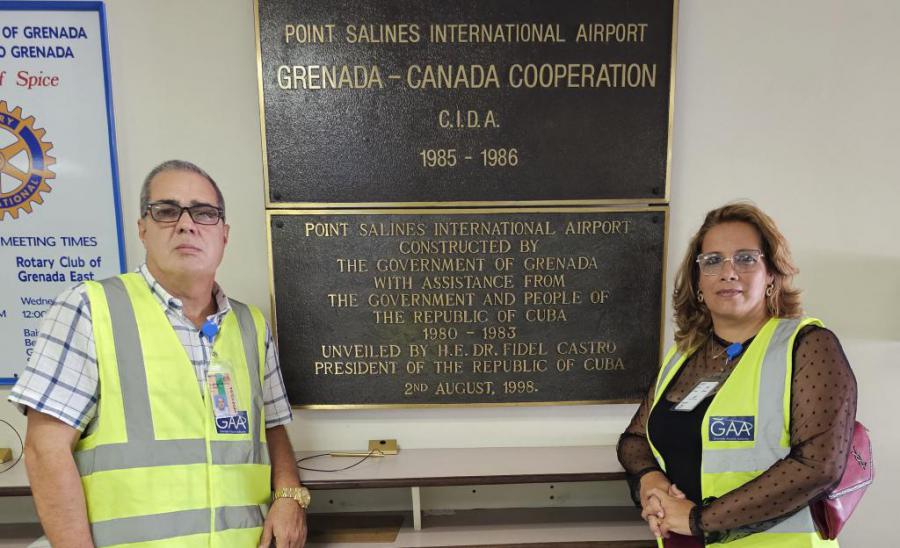 OF GRENADA
O GRENADA
of Spice
MEETING TIMES
Rotary Club of
Grenada East
12:00
POINT SALINES INTERNATIONAL AIRPORT
GRENADA - CANADA COOPERATION
C.I.D.A.
1985 - 1986
POINT SALINES INTERNATIONAL AIRPORT
CONSTRUCTED BY
THE GOVERNMENT OF GRENADA
WITH ASSISTANCE FROM
THE GOVERNMENT AND PEOPLE OF
THE REPUBLIC OF CUBA
1980 - 1983
UNVEILED BY H.E. DR. FIDEL CASTRO
PRESIDENT OF THE REPUBLIC OF CUBA
2ND AUGUST, 1998.
GAA
GAA